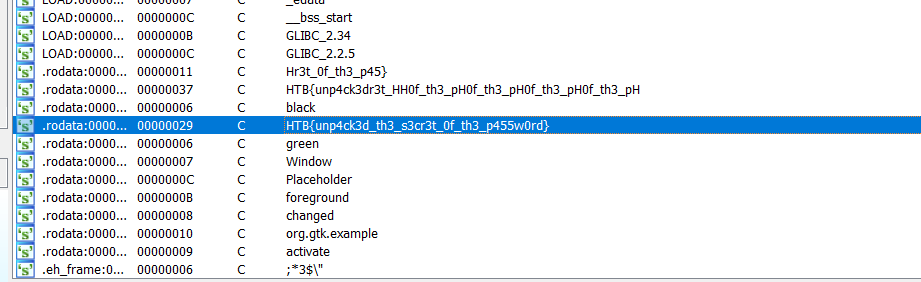 LOAD:00000... 00000007 C _edata
LOAD:00000... 0000000C C __bss_start
LOAD:00000... 0000000B C GLIBC_2.34
LOAD:00000... 0000000C C GLIBC_2.2.5
.rodata:0000... 00000011 C Hr3t_0f_th3_p45}
.rodata:0000... 00000037 C HTB{unp4ck3dr3t_HH0f_th3_pH0f_th3_pH0f_th3_pH0f_th3_pH
.rodata:0000... 00000006 C black
.rodata:0000... 00000029 C HTB{unp4ck3d_th3_s3cr3t_0f_th3_p455w0rd}
.rodata:0000... 00000006 C green
.rodata:0000... 00000007 C Window
.rodata:0000... 0000000C C Placeholder
.rodata:0000... 0000000B C foreground
.rodata:0000... 00000008 C changed
.rodata:0000... 00000010 C org.gtk.example
.rodata:0000... 00000009 C activate
.eh_frame:0... 00000006 C ;*3$\"